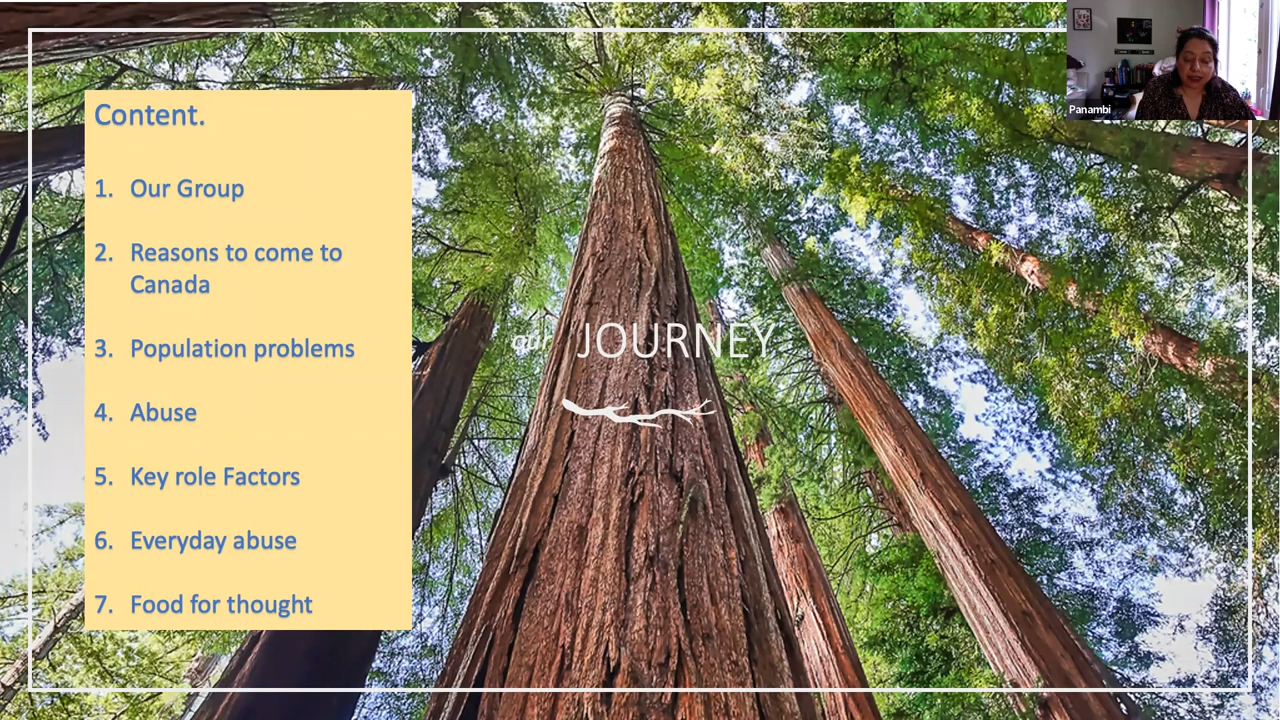 Content.
1. Our Group
2. Reasons to come to
Canada
3. Population problems
4. Abuse
5. Key role Factors
6. Everyday abuse
7. Food for thought
JOURNEY
Panambi